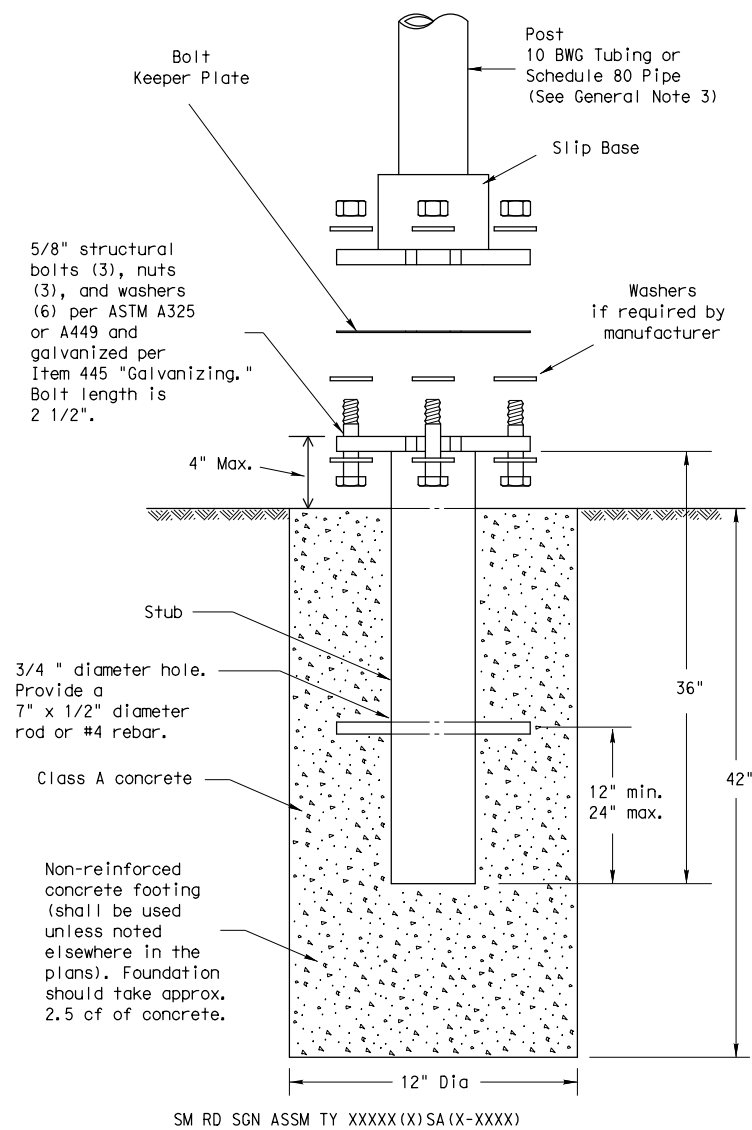 Post
10 BWG Tubing or
Schedule 80 Pipe
(See General Note 3)
Bolt
Keeper Plate
Slip Base
5/8" structural
bolts (3), nuts
(3), and washers
(6) per ASTM A325
or A449 and
galvanized per
Item 445 "Galvanizing."
Bolt length is
2 1/2".
Washers
if required by
manufacturer
4" Max.
Stub
3/4 " diameter hole.
Provide a
7" x 1/2" diameter
rod or #4 rebar.
36"
Class A concrete
12" min.
24" max.
42"
Non-reinforced
concrete footing
(shall be used
unless noted
elsewhere in the
plans). Foundation
should take approx.
2.5 cf of concrete.
12" Dia
SM RD SGN ASSM TY XXXXX(X)SA(X-XXXX)